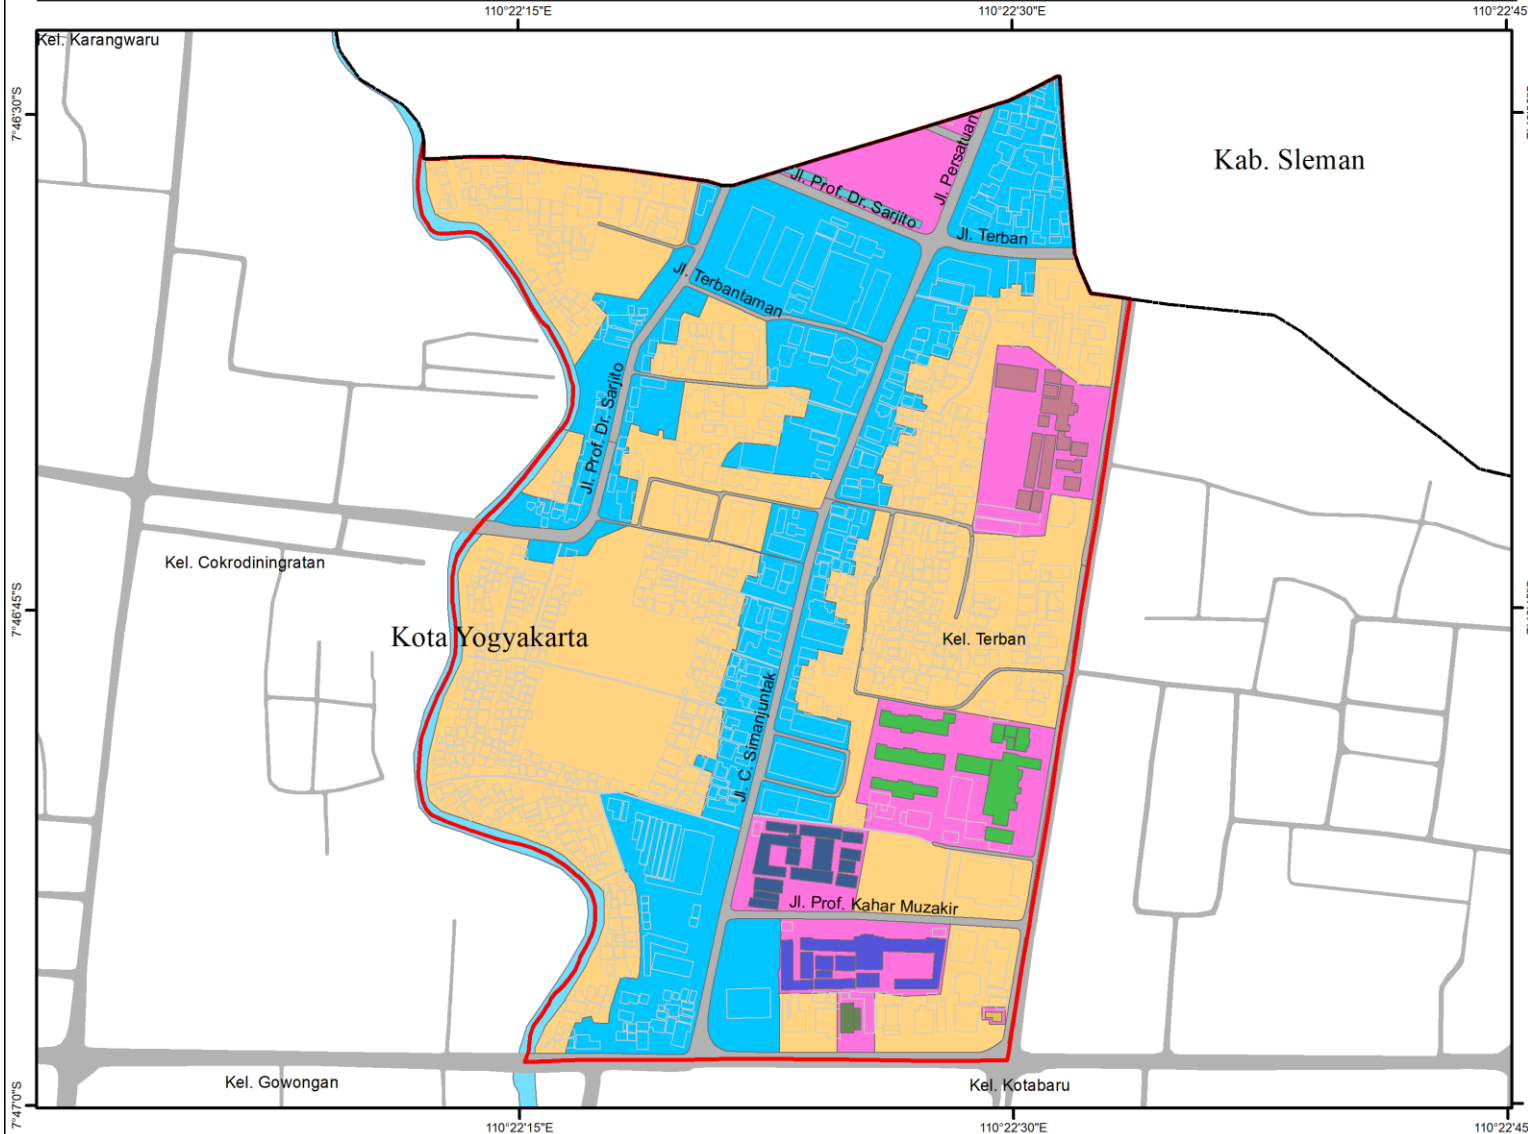 110°22'15"E
110°22'30"E
110°22'45"
Kel. Karangwaru
7°46'30"S
Kab. Sleman
Jl. Persatuan
Jl. Prof. Dr. Sarjito
Jl. Terban
Jl. Terbantaman
Jl. Prof. Dr. Sarjito
Kel. Cokrodiningratan
7°46'45"S
Kota Yogyakarta
Kel. Terban
Jl. C. Simanjuntak
Jl. Prof. Kahar Muzakir
Kel. Gowongan
Kel. Kotabaru
7°47'0"S
110°22'15"E
110°22'30"E
110°22'45